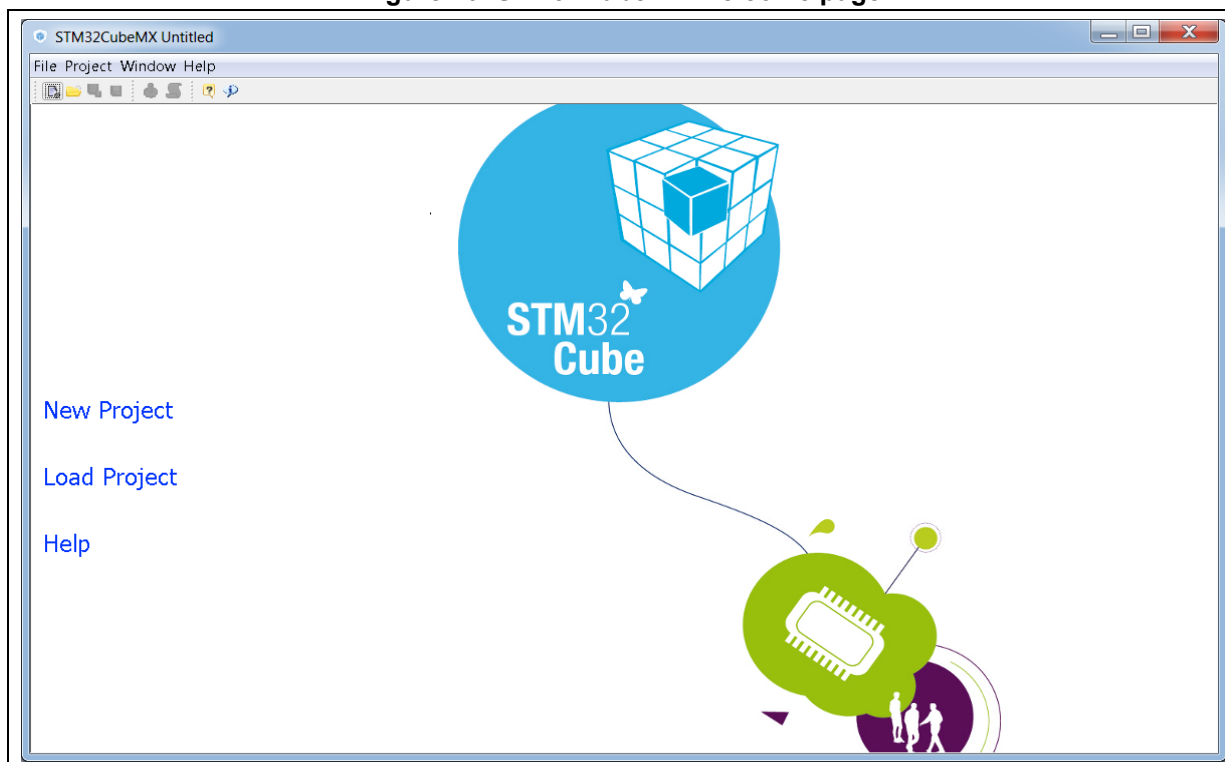 STM32CubeMX Untitled
File Project Window Help
STM32
Cube
New Project
Load Project
Help